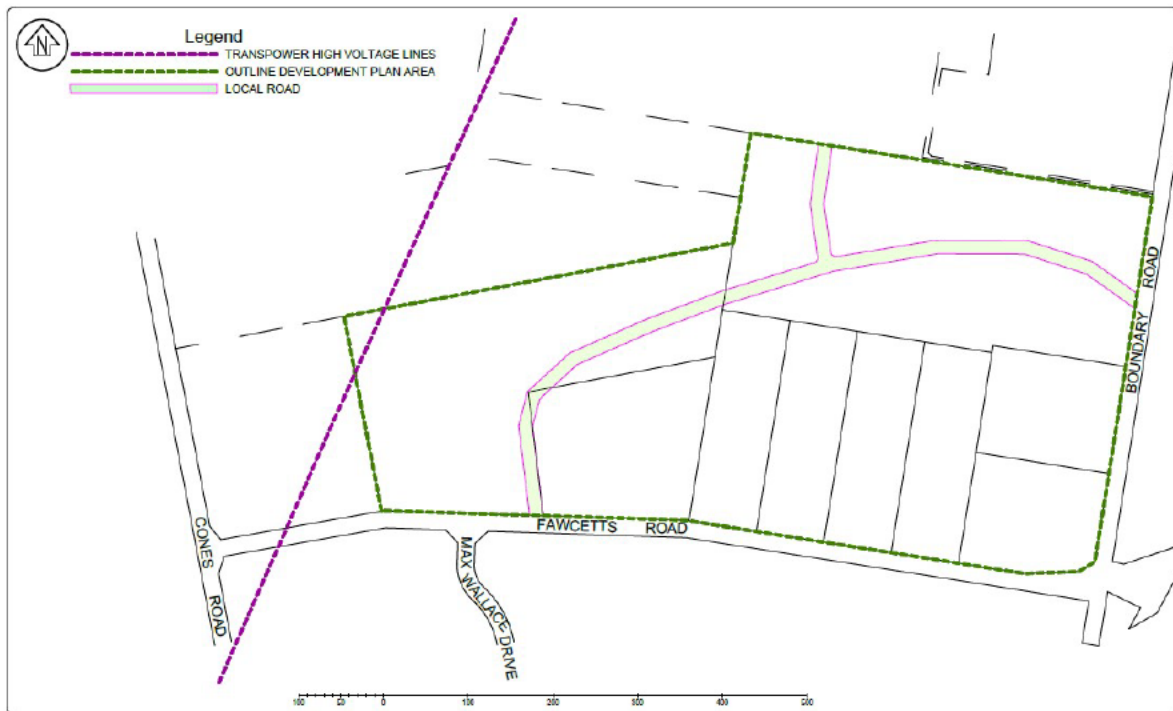 N
Legend
TRANSPOWER HIGH VOLTAGE LINES
OUTLINE DEVELOPMENT PLAN AREA
LOCAL ROAD
BOUNDARY ROAD
FAWCETTS ROAD
CONES ROAD
MAX WALLACE DRIVE
100 50 0 100 200 300 400 500